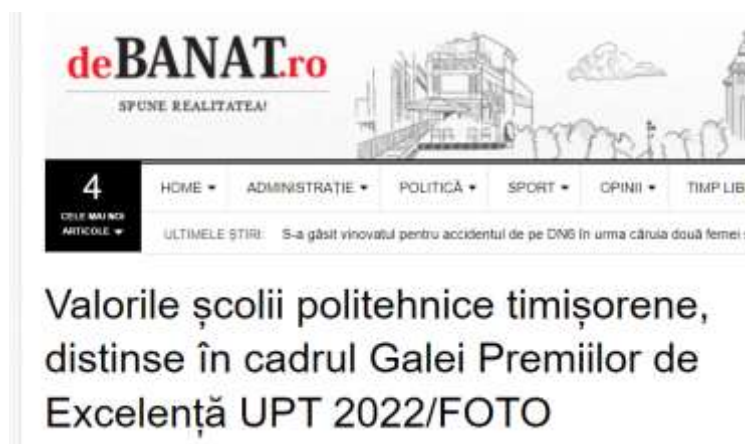 deBANAT.ro
SPUNE REALITATEA!
4
CELE MAI NOI
ARTICOLE
HOME ADMINISTRAȚIE POLITICĂ SPORT OPINII TIMP LIB
ULTIMELE ȘTIRI: S-a găsit vinovatul pentru accidentul de pe DN6 în urma căruia două femei
Valorile școlii politehnice timișorene,
distinse în cadrul Galei Premiilor de
Excelență UPT 2022/FOTO